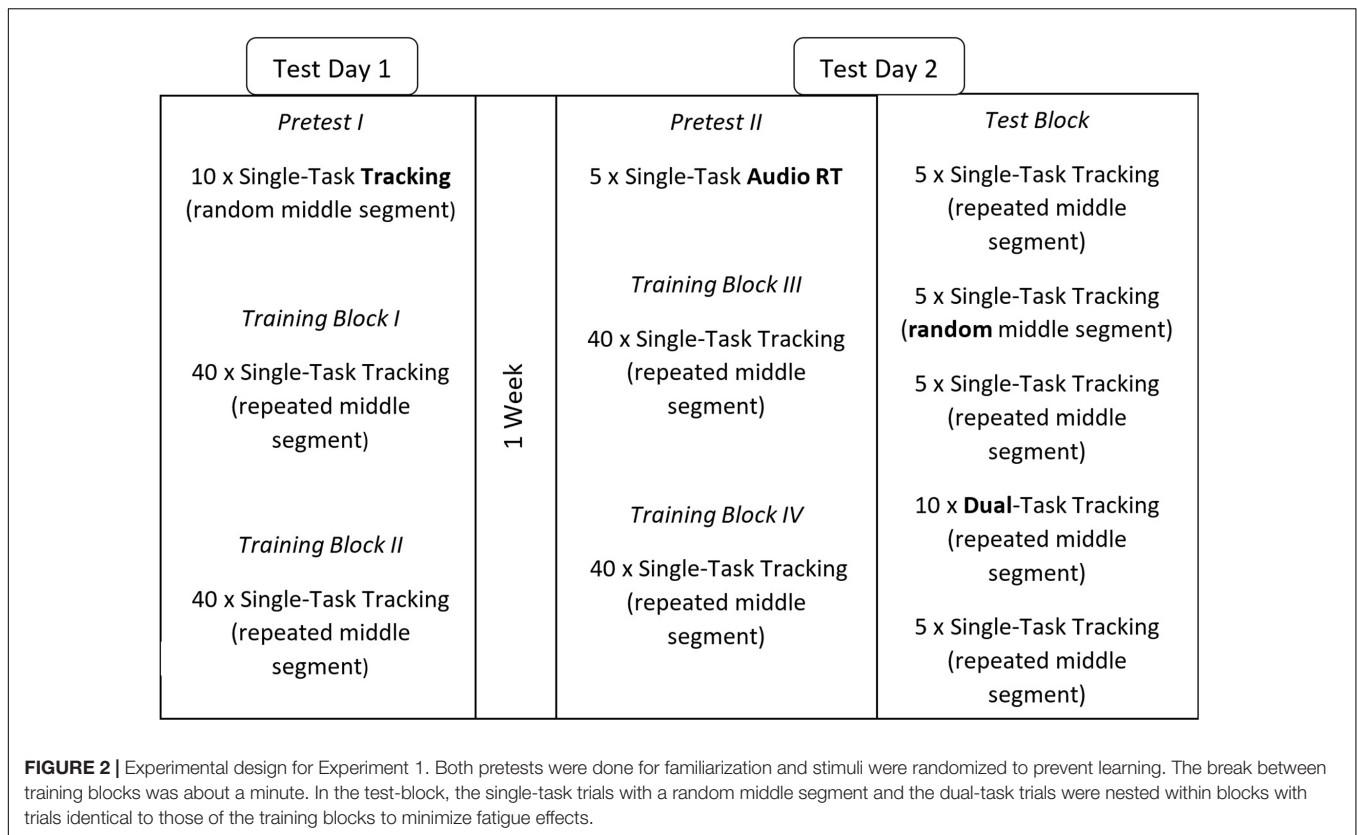 Test Day 1
Test Day 2
Pretest I
10 x Single-Task Tracking
(random middle segment)
Training Block I
40 x Single-Task Tracking
(repeated middle
segment)
Training Block II
40 x Single-Task Tracking
(repeated middle
segment)
1 Week
Pretest II
5 x Single-Task Audio RT
Training Block III
40 x Single-Task Tracking
(repeated middle
segment)
Training Block IV
40 x Single-Task Tracking
(repeated middle
segment)
Test Block
5 x Single-Task Tracking
(repeated middle
segment)
5 x Single-Task Tracking
(random middle segment)
5 x Single-Task Tracking
(repeated middle
segment)
10 x Dual-Task Tracking
(repeated middle
segment)
5 x Single-Task Tracking
(repeated middle
segment)
FIGURE 2 | Experimental design for Experiment 1. Both pretests were done for familiarization and stimuli were randomized to prevent learning. The break between
training blocks was about a minute. In the test-block, the single-task trials with a random middle segment and the dual-task trials were nested within blocks with
trials identical to those of the training blocks to minimize fatigue effects.